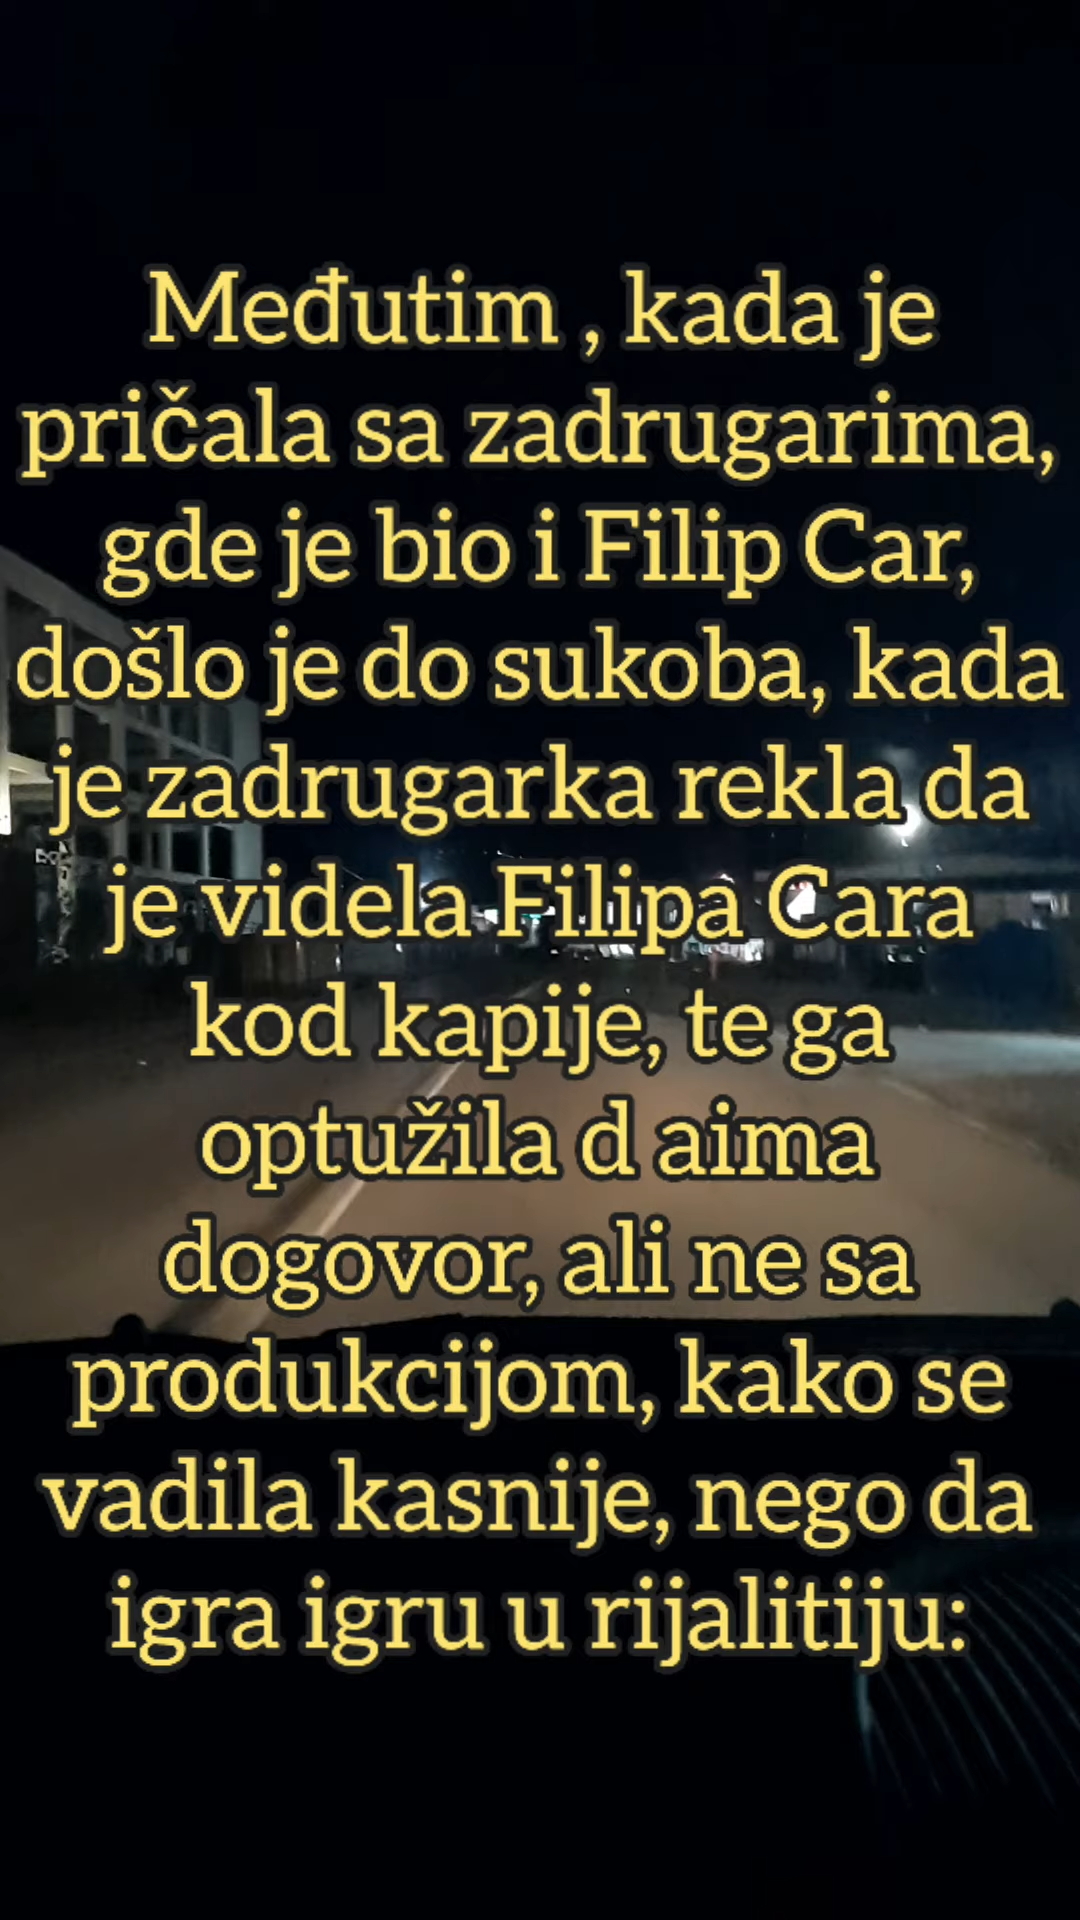 Međutim , kada je
pričala sa zadrugarima,
gde je bio i Filip Car,
došlo je do sukoba, kada
je zadrugarka rekla da
je videla Filipa Cara
kod kapije, te ga
optužila d aima
dogovor, ali ne sa
produkcijom, kako se
vadila kasnije, nego da
igra igru u rijalitiju: